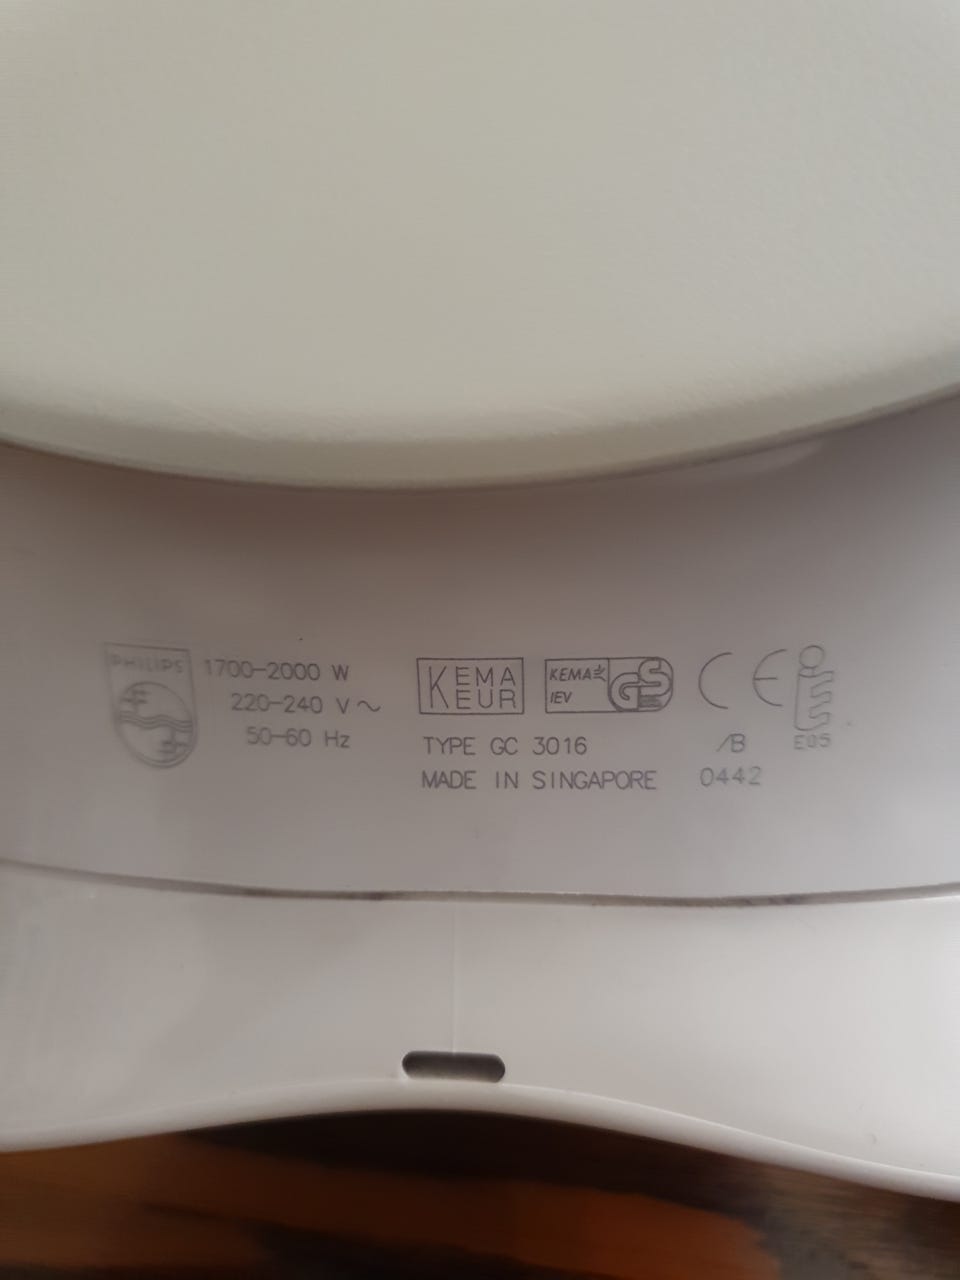 PHILIPS
1700-2000 W
220-240 V ~
50-60 Hz
KEMA
EUR
KEMA
IEV
GS
CE
TYPE GC 3016
/B
E05
MADE IN SINGAPORE
0442